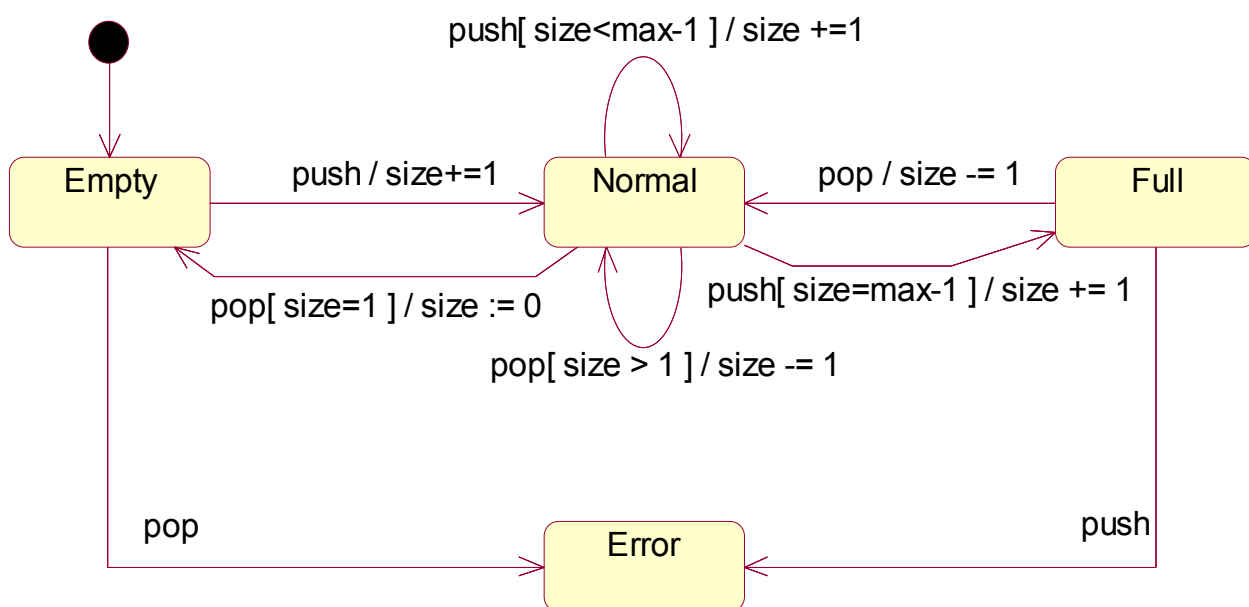 push[ size<max-1 ] / size +=1
Empty
push / size+=1
Normal
pop / size -= 1
Full
pop[ size=1 ] / size := 0
push[ size=max-1 ] / size += 1
pop[ size > 1 ] / size -= 1
pop
Error
push